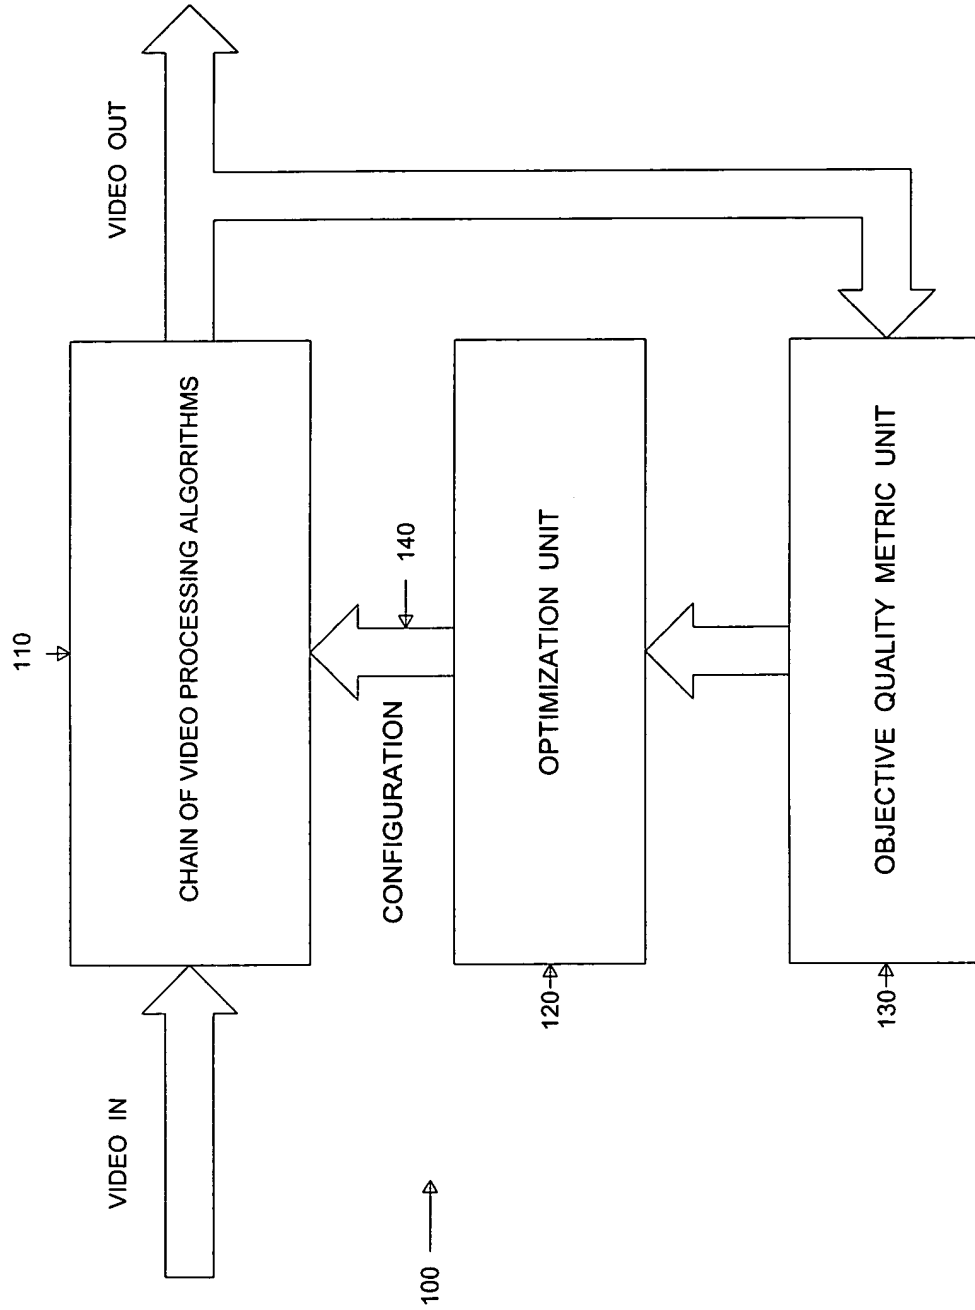 110
VIDEO IN
VIDEO OUT
CHAIN OF VIDEO PROCESSING ALGORITHMS
CONFIGURATION
140
100
120
OPTIMIZATION UNIT
130
OBJECTIVE QUALITY METRIC UNIT